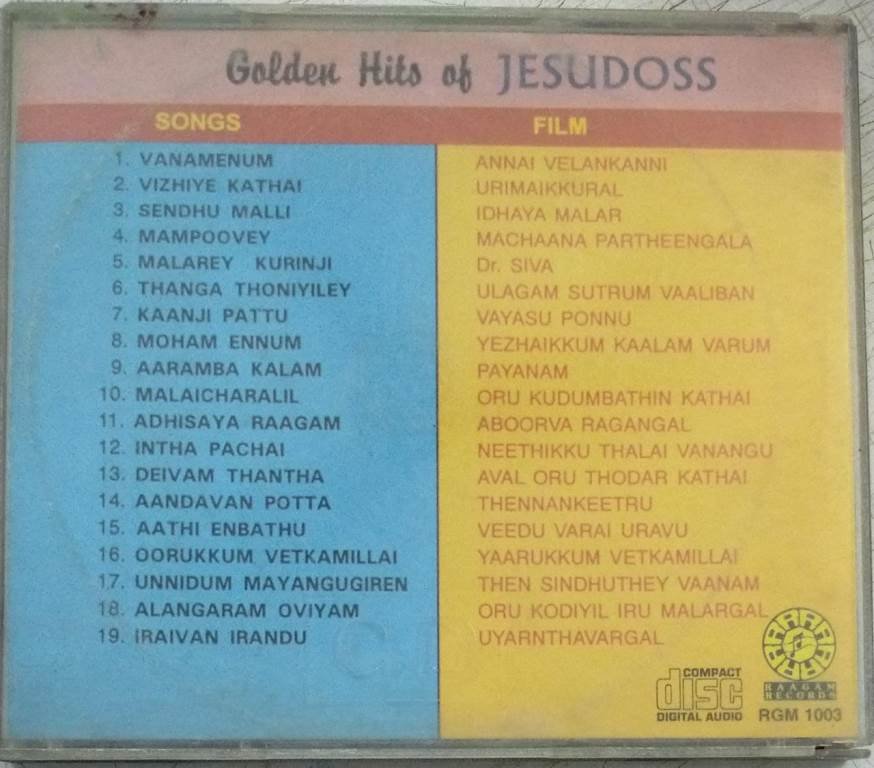 Golden Hits of JESUDOSS
SONGS FILM
1. VANAMENUM ANNAI VELANKANNI
2. VIZHIYE KATHAI URIMAIKKURAL
3. SENDHU MALLI IDHAYA MALAR
4. MAMPOOVEY MACHAANA PARTHEENGALA
5. MALAREY KURINJI Dr. SIVA
6. THANGA THONIYILEY ULAGAM SUTRUM VAALIBAN
7. KAANJI PATTU VAYASU PONNU
8. MOHAM ENNUM YEZHAIKKUM KAALAM VARUM
9. AARAMBA KALAM PAYANAM
10. MALAICHARALIL ORU KUDUMBATHIN KATHAI
11. ADHISAYA RAAGAM ABOORVA RAGANGAL
12. INTHA PACHAI NEETHIKKU THALAI VANANGU
13. DEIVAM THANTHA AVAL ORU THODAR KATHAI
14. AANDAVAN POTTA THENNANKEETRU
15. AATHI ENBATHU VEEDU VARAI URAVU
16. OORUKKUM VETKAMILLAI YAARUKKUM VETKAMILLAI
17. UNNIDUM MAYANGUGIREN THEN SINDHUTHEY VAANAM
18. ALANGARAM OVIYAM ORU KODIYIL IRU MALARGAL
19. IRAIVAN IRANDU UYARNTHAVARGAL
COMPACT
disc
DIGITAL AUDIO
RAAGAM
RECORDS
RGM 1003